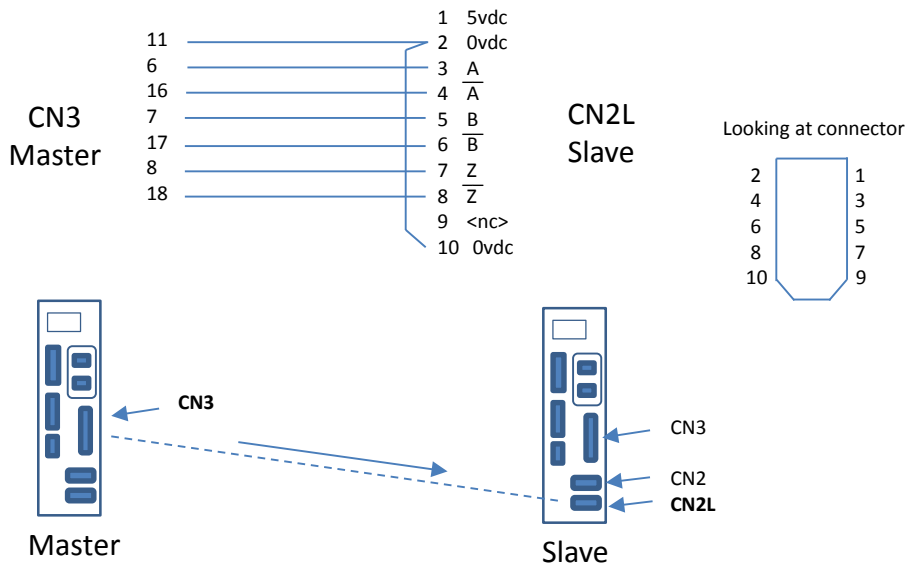 1 5vdc
11 2 0vdc
6 3 A
16 4 A̅
7 5 B
17 6 B̅
8 7 Z
18 8 Z̅
9 <nc>
10 0vdc
CN3
Master
CN2L
Slave
Looking at connector
2 1
4 3
6 5
8 7
10 9
CN3
CN3
CN2
CN2L
Master
Slave